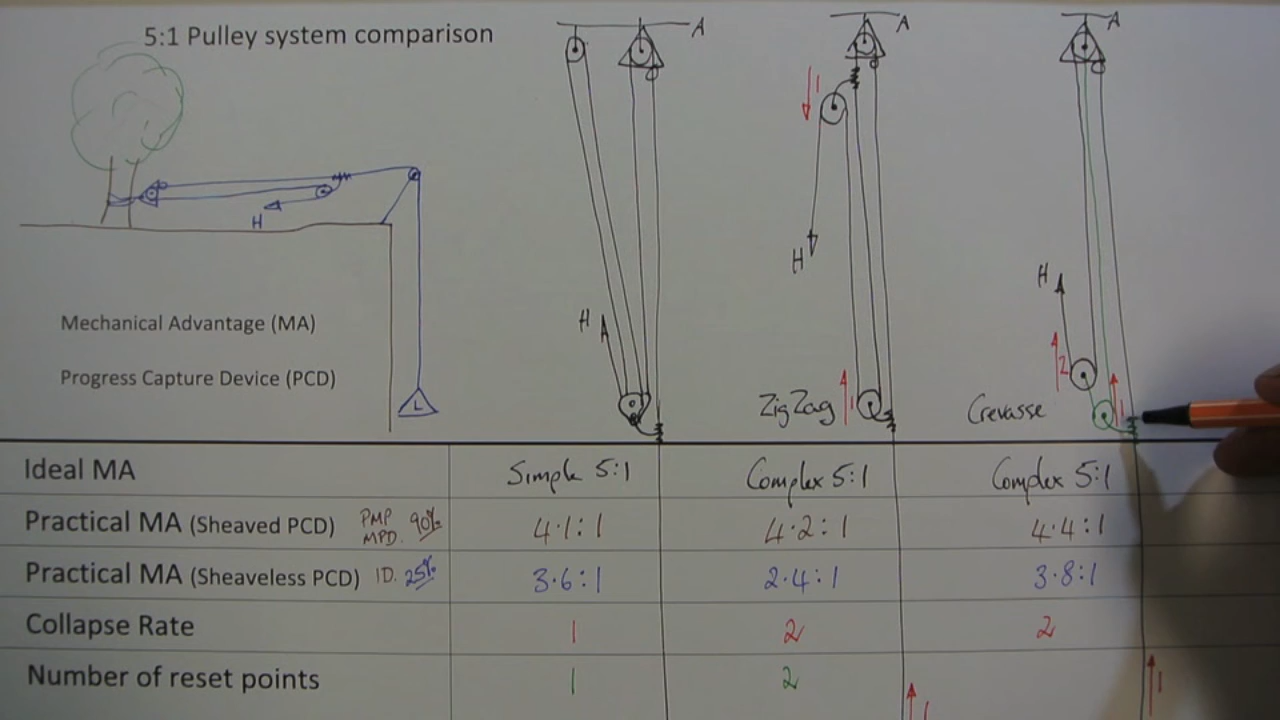 5:1 Pulley system comparison
A
A
A
1
H
H
H
H
Mechanical Advantage (MA)
Progress Capture Device (PCD)
L
2
1
1
ZigZag
Crevasse
Ideal MA Simple 5:1 Complex 5:1 Complex 5:1
Practical MA (Sheaved PCD) PMP MPD. 90% 4.1:1 4.2:1 4.4:1
Practical MA (Sheaveless PCD) ID. 25% 3.6:1 2.4:1 3.8:1
Collapse Rate 1 2 2
Number of reset points 1 2
1
1